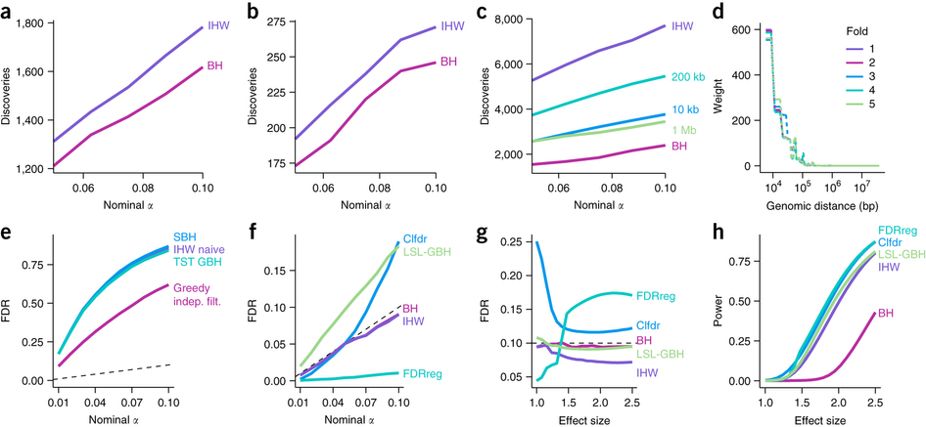 a
1,800
1,600
1,400
1,200
Discoveries
0.06
0.08
0.10
Nominal α
IHW
BH
b
275
250
225
200
175
Discoveries
0.06
0.08
0.10
Nominal α
IHW
BH
c
8,000
6,000
4,000
2,000
Discoveries
0.06
0.08
0.10
Nominal α
IHW
200 kb
10 kb
1 Mb
BH
d
600
400
200
0
Weight
10⁴
10⁵
10⁶
10⁷
Genomic distance (bp)
Fold
1
2
3
4
5
e
0.75
0.50
0.25
0.00
FDR
0.01
0.04
0.07
0.10
Nominal α
SBH
IHW naive
TST GBH
Greedy
indep. filt.
f
0.15
0.10
0.05
0.00
FDR
0.01
0.04
0.07
0.10
Nominal α
Clfdr
LSL-GBH
BH
IHW
FDRreg
g
0.25
0.20
0.15
0.10
0.05
FDR
1.0
1.5
2.0
2.5
Effect size
FDRreg
Clfdr
BH
LSL-GBH
IHW
h
0.75
0.50
0.25
0.00
Power
1.0
1.5
2.0
2.5
Effect size
FDRreg
Clfdr
LSL-GBH
IHW
BH